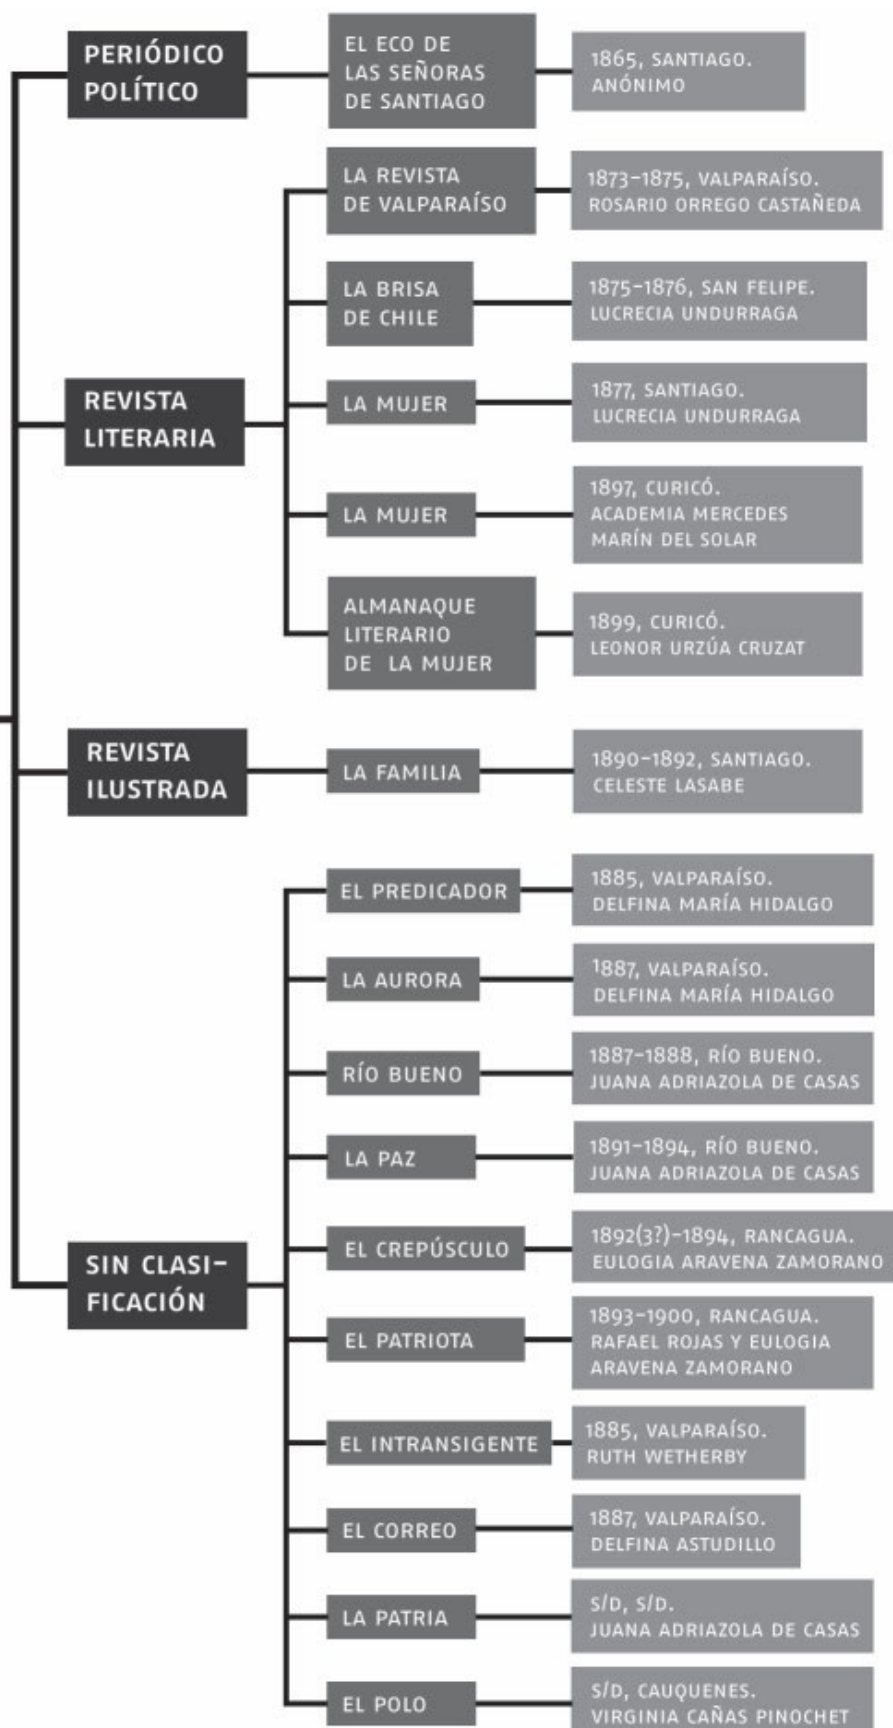 PERIÓDICO
POLÍTICO
EL ECO DE
LAS SEÑORAS
DE SANTIAGO
1865, SANTIAGO.
ANÓNIMO
REVISTA
LITERARIA
LA REVISTA
DE VALPARAÍSO
1873–1875, VALPARAÍSO.
ROSARIO ORREGO CASTAÑEDA
LA BRISA
DE CHILE
1875–1876, SAN FELIPE.
LUCRECIA UNDURRAGA
LA MUJER
1877, SANTIAGO.
LUCRECIA UNDURRAGA
LA MUJER
1897, CURICÓ.
ACADEMIA MERCEDES
MARÍN DEL SOLAR
ALMANAQUE
LITERARIO
DE LA MUJER
1899, CURICÓ.
LEONOR URZÚA CRUZAT
REVISTA
ILUSTRADA
LA FAMILIA
1890–1892, SANTIAGO.
CELESTE LASABE
SIN CLASI–
FICACIÓN
EL PREDICADOR
1885, VALPARAÍSO.
DELFINA MARÍA HIDALGO
LA AURORA
1887, VALPARAÍSO.
DELFINA MARÍA HIDALGO
RÍO BUENO
1887–1888, RÍO BUENO.
JUANA ADRIAZOLA DE CASAS
LA PAZ
1891–1894, RÍO BUENO.
JUANA ADRIAZOLA DE CASAS
EL CREPÚSCULO
1892(3?)–1894, RANCAGUA.
EULOGIA ARAVENA ZAMORANO
EL PATRIOTA
1893–1900, RANCAGUA.
RAFAEL ROJAS Y EULOGIA
ARAVENA ZAMORANO
EL INTRANSIGENTE
1885, VALPARAÍSO.
RUTH WETHERBY
EL CORREO
1887, VALPARAÍSO.
DELFINA ASTUDILLO
LA PATRIA
S/D, S/D.
JUANA ADRIAZOLA DE CASAS
EL POLO
S/D, CAUQUENES.
VIRGINIA CAÑAS PINOCHET